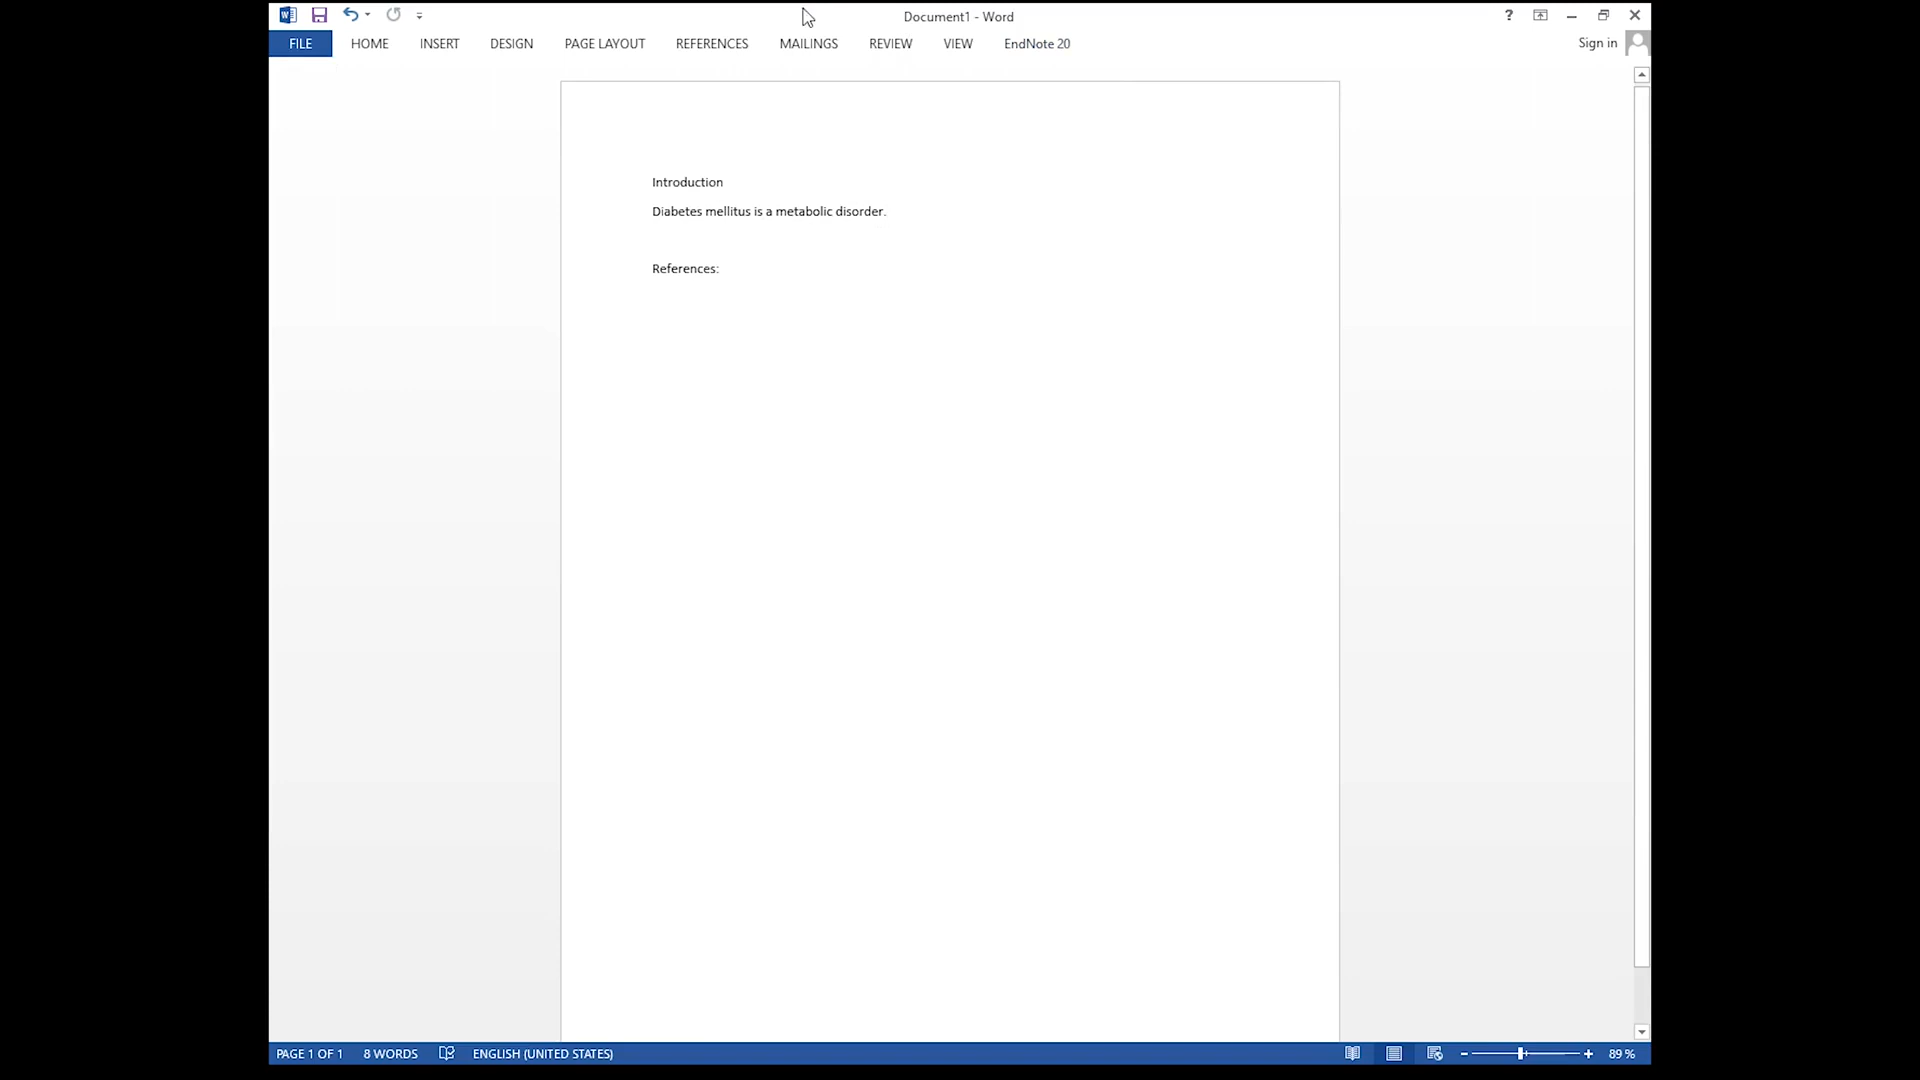 Document1 - Word
?
FILE HOME INSERT DESIGN PAGE LAYOUT REFERENCES MAILINGS REVIEW VIEW EndNote 20 Sign in
Introduction
Diabetes mellitus is a metabolic disorder.
References:
PAGE 1 OF 1 8 WORDS ENGLISH (UNITED STATES) 89 %